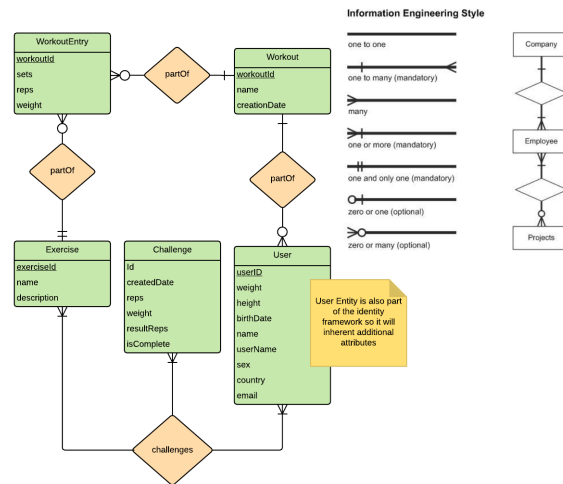 Information Engineering Style
WorkoutEntry
workoutId
sets
reps
weight
partOf
Workout
workoutId
name
creationDate
one to one
one to many (mandatory)
many
one or more (mandatory)
one and only one (mandatory)
zero or one (optional)
zero or many (optional)
Company
Employee
Projects
partOf
partOf
Exercise
exerciseId
name
description
Challenge
Id
createdDate
reps
weight
resultReps
isComplete
User
userID
weight
height
birthDate
name
userName
sex
country
email
User Entity is also part
of the identity
framework so it will
inherent additional
attributes
challenges